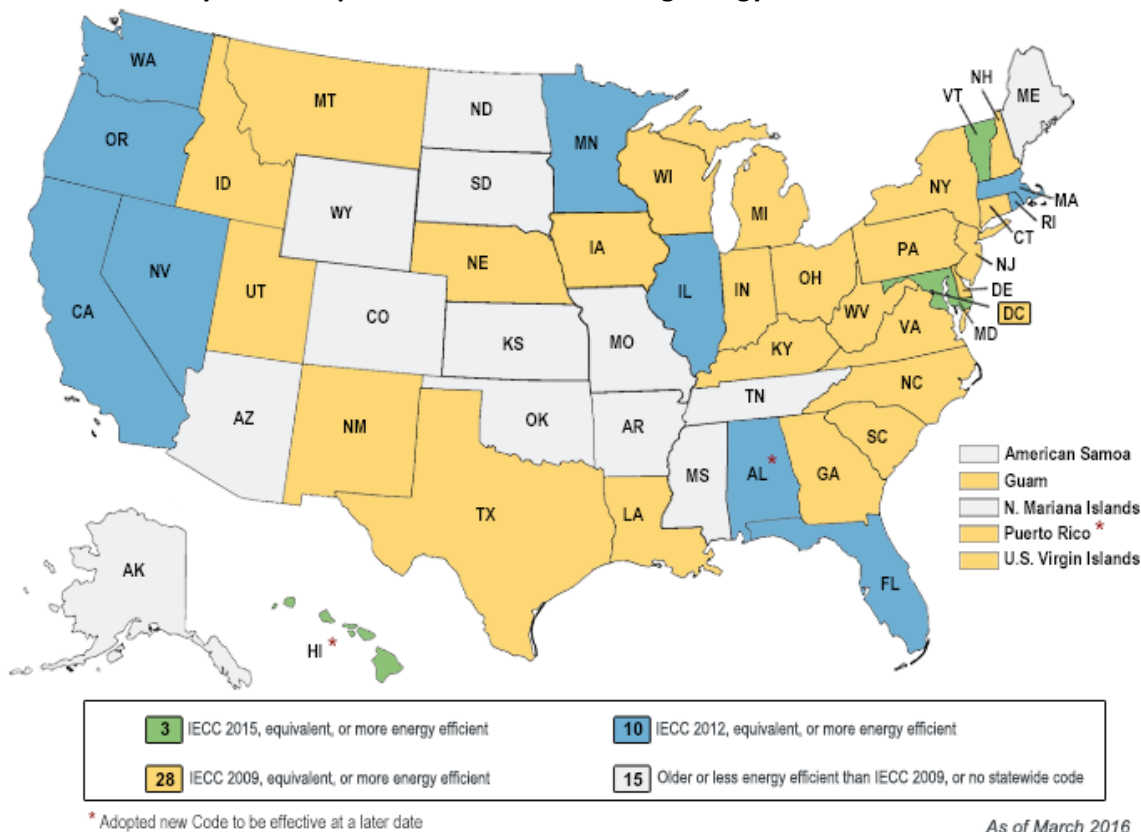 WA
MT
ND
MN
NH
VT
ME
OR
ID
SD
WI
MI
NY
MA
RI
CT
WY
NV
CA
UT
NE
IA
IL
IN
OH
PA
NJ
DE
DC
MD
CO
KS
MO
KY
WV
VA
AZ
NM
OK
AR
TN
NC
SC
MS
AL *
GA
TX
LA
FL
AK
HI *
American Samoa
Guam
N. Mariana Islands
Puerto Rico *
U.S. Virgin Islands
3 IECC 2015, equivalent, or more energy efficient
10 IECC 2012, equivalent, or more energy efficient
28 IECC 2009, equivalent, or more energy efficient
15 Older or less energy efficient than IECC 2009, or no statewide code
* Adopted new Code to be effective at a later date
As of March 2016